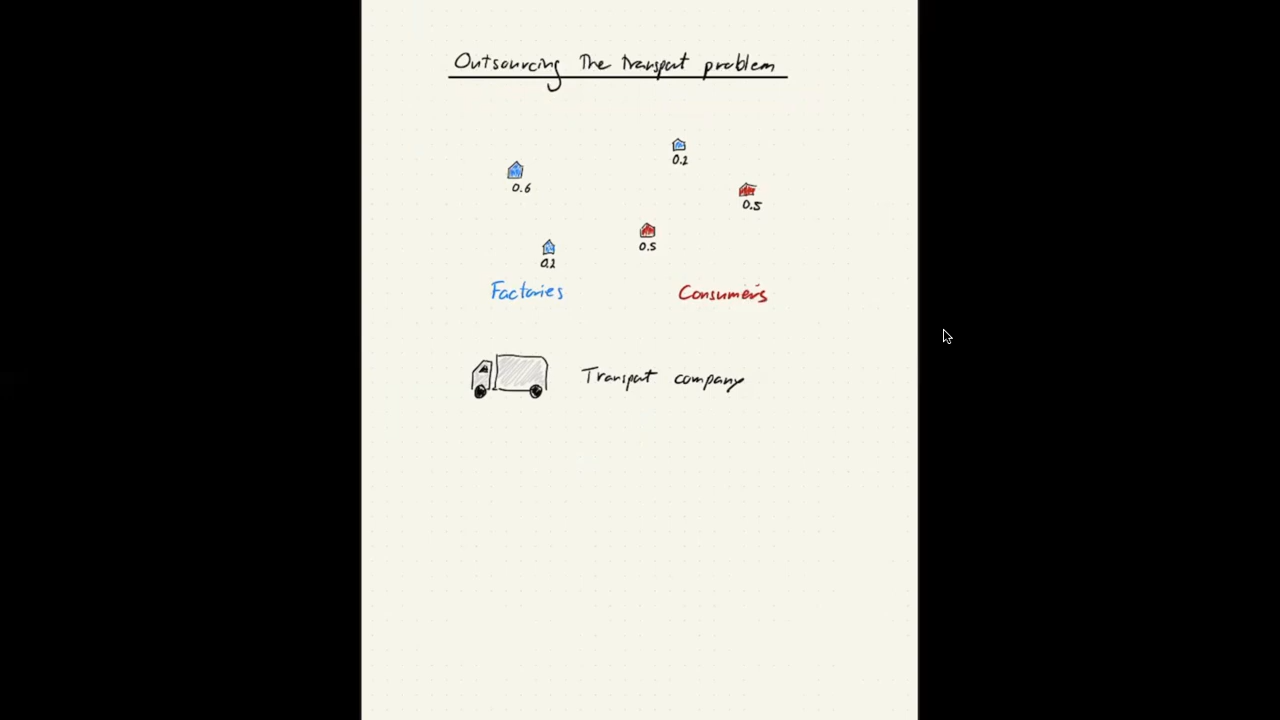 Outsourcing the transport problem
0.2
0.6
0.5
0.5
0.2
Factories
Consumers
Transport company